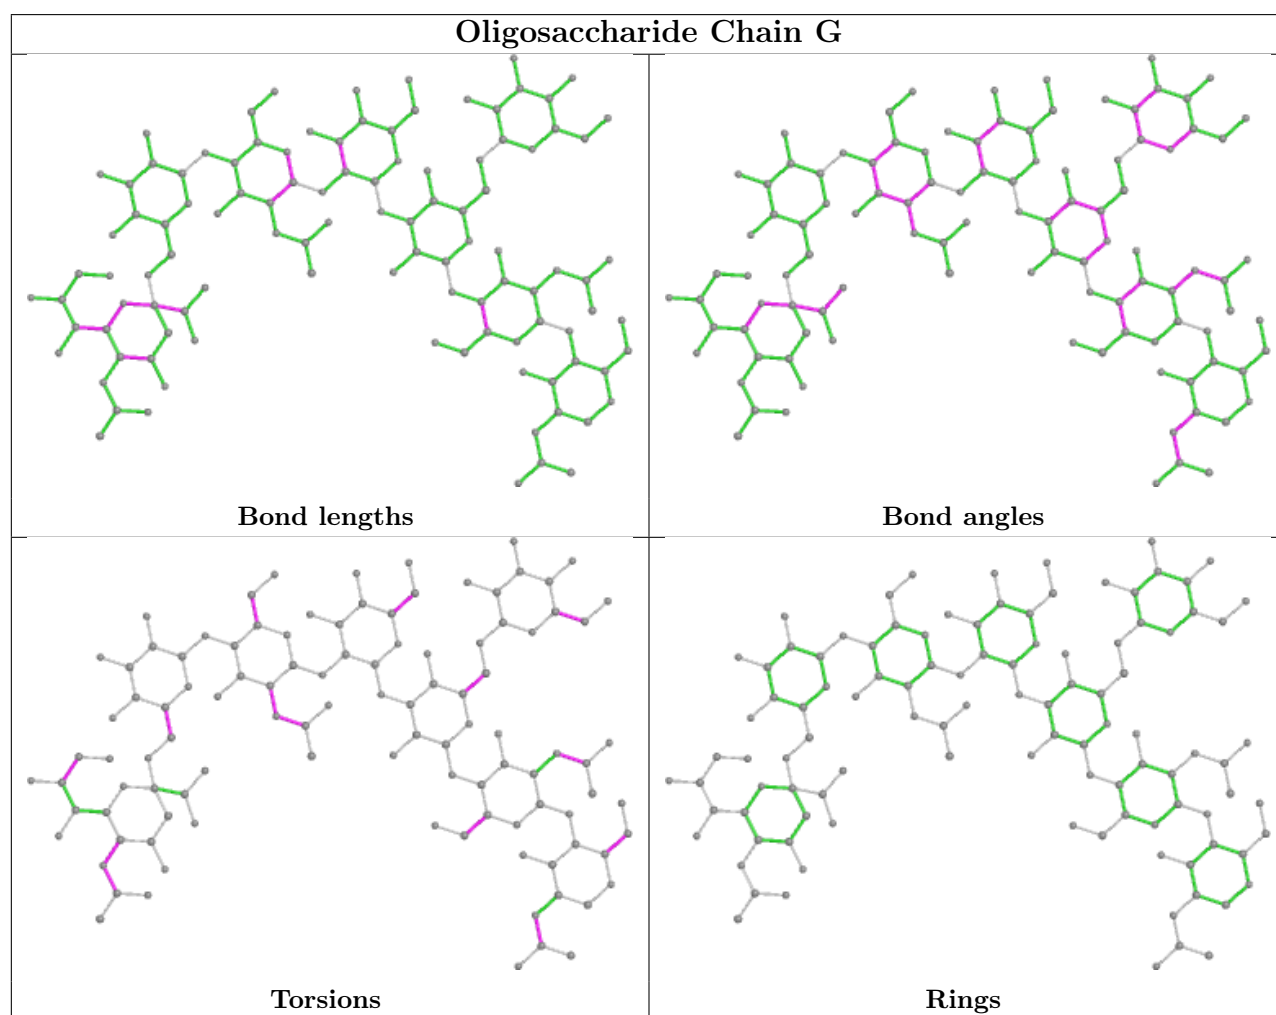 Oligosaccharide Chain G
Bond lengths
Bond angles
Torsions
Rings